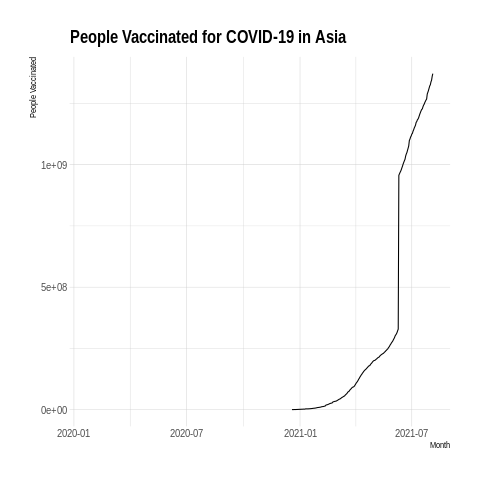 People Vaccinated for COVID-19 in Asia
People Vaccinated
1e+09
5e+08
0e+00
2020-01
2020-07
2021-01
2021-07
Month